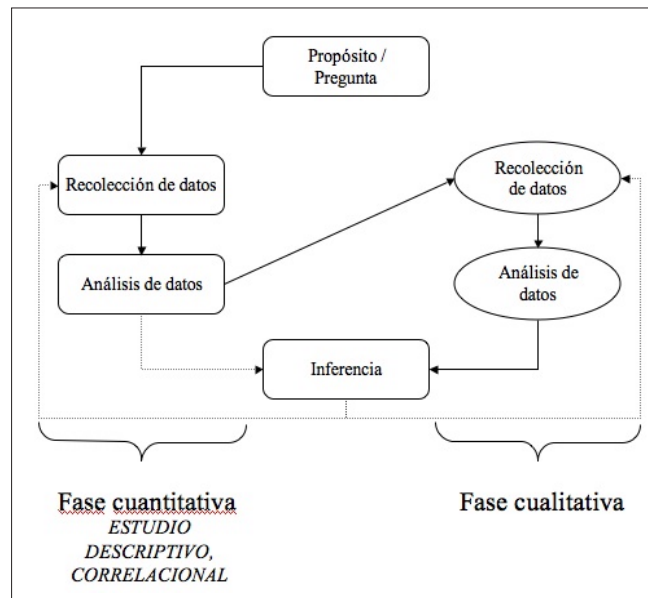 Propósito /
Pregunta
Recolección de datos
Recolección
de datos
Análisis de datos
Análisis de
datos
Inferencia
Fase cuantitativa
ESTUDIO
DESCRIPTIVO,
CORRELACIONAL
Fase cualitativa